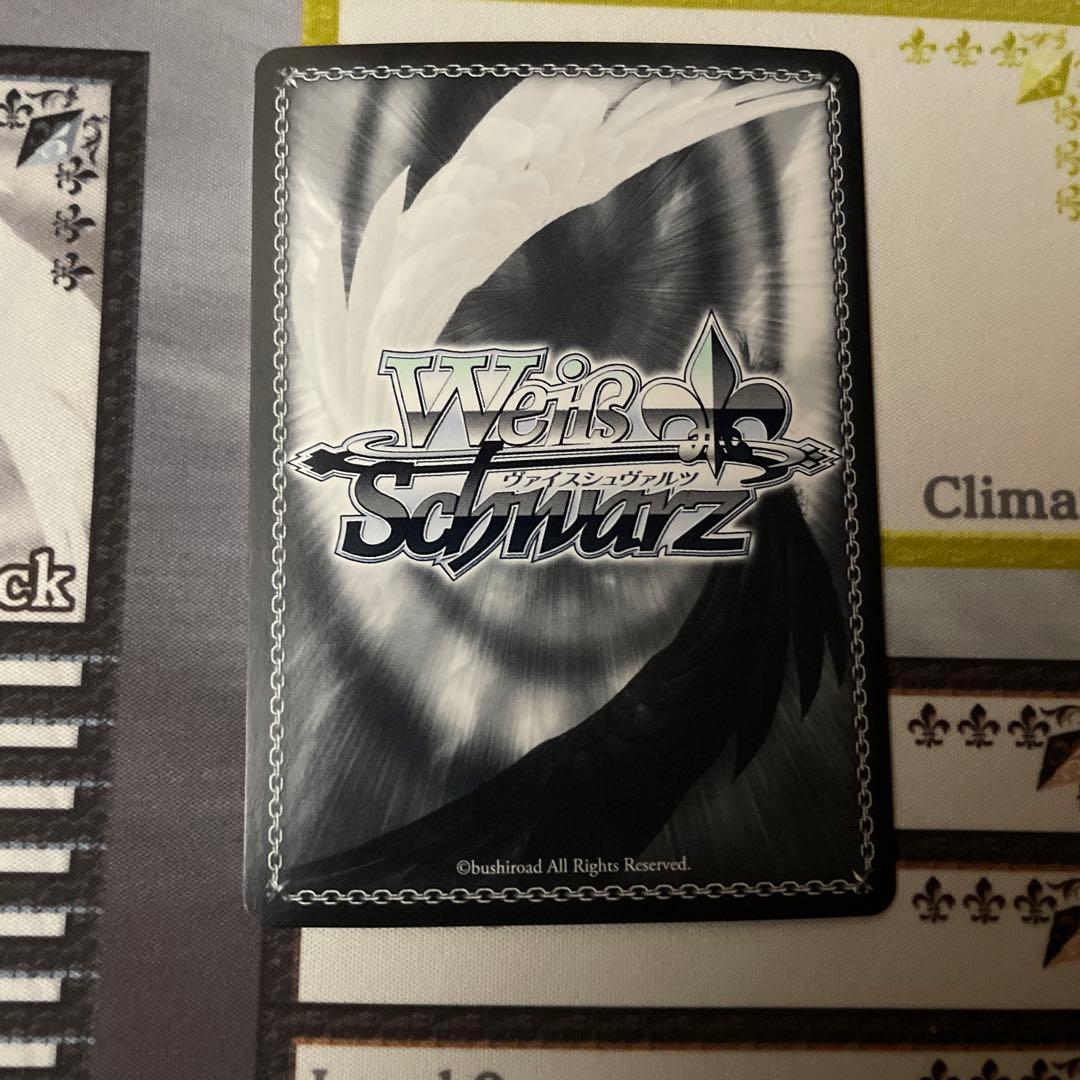 Weiß
ヴァイスシュヴァルツ
Schwarz
©bushiroad All Rights Reserved.
ck
Clima